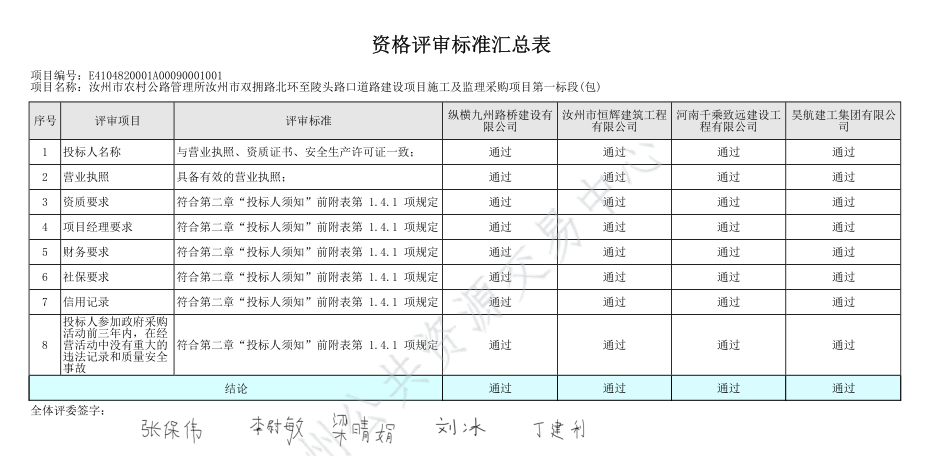 资格评审标准汇总表
项目编号: E4104820001A00090001001
项目名称: 汝州市农村公路管理所汝州市双拥路北环至陵头路口道路建设项目施工及监理采购项目第一标段(包)
序号 评审项目 评审标准 纵横九州路桥建设有限公司 汝州市恒辉建筑工程有限公司 河南千乘致远建设工程有限公司 昊航建工集团有限公司
1 投标人名称 与营业执照、资质证书、安全生产许可证一致; 通过 通过 通过 通过
2 营业执照 具备有效的营业执照; 通过 通过 通过 通过
3 资质要求 符合第二章“投标人须知”前附表第 1.4.1 项规定 通过 通过 通过 通过
4 项目经理要求 符合第二章“投标人须知”前附表第 1.4.1 项规定 通过 通过 通过 通过
5 财务要求 符合第二章“投标人须知”前附表第 1.4.1 项规定 通过 通过 通过 通过
6 社保要求 符合第二章“投标人须知”前附表第 1.4.1 项规定 通过 通过 通过 通过
7 信用记录 符合第二章“投标人须知”前附表第 1.4.1 项规定 通过 通过 通过 通过
8 投标人参加政府采购活动前三年内，在经营活动中没有重大的违法记录和质量安全事故 符合第二章“投标人须知”前附表第 1.4.1 项规定 通过 通过 通过 通过
结论 通过 通过 通过 通过
全体评委签字:
张保伟 李 敏 梁晴娟 刘冰 丁建利
州公共资源交易中心